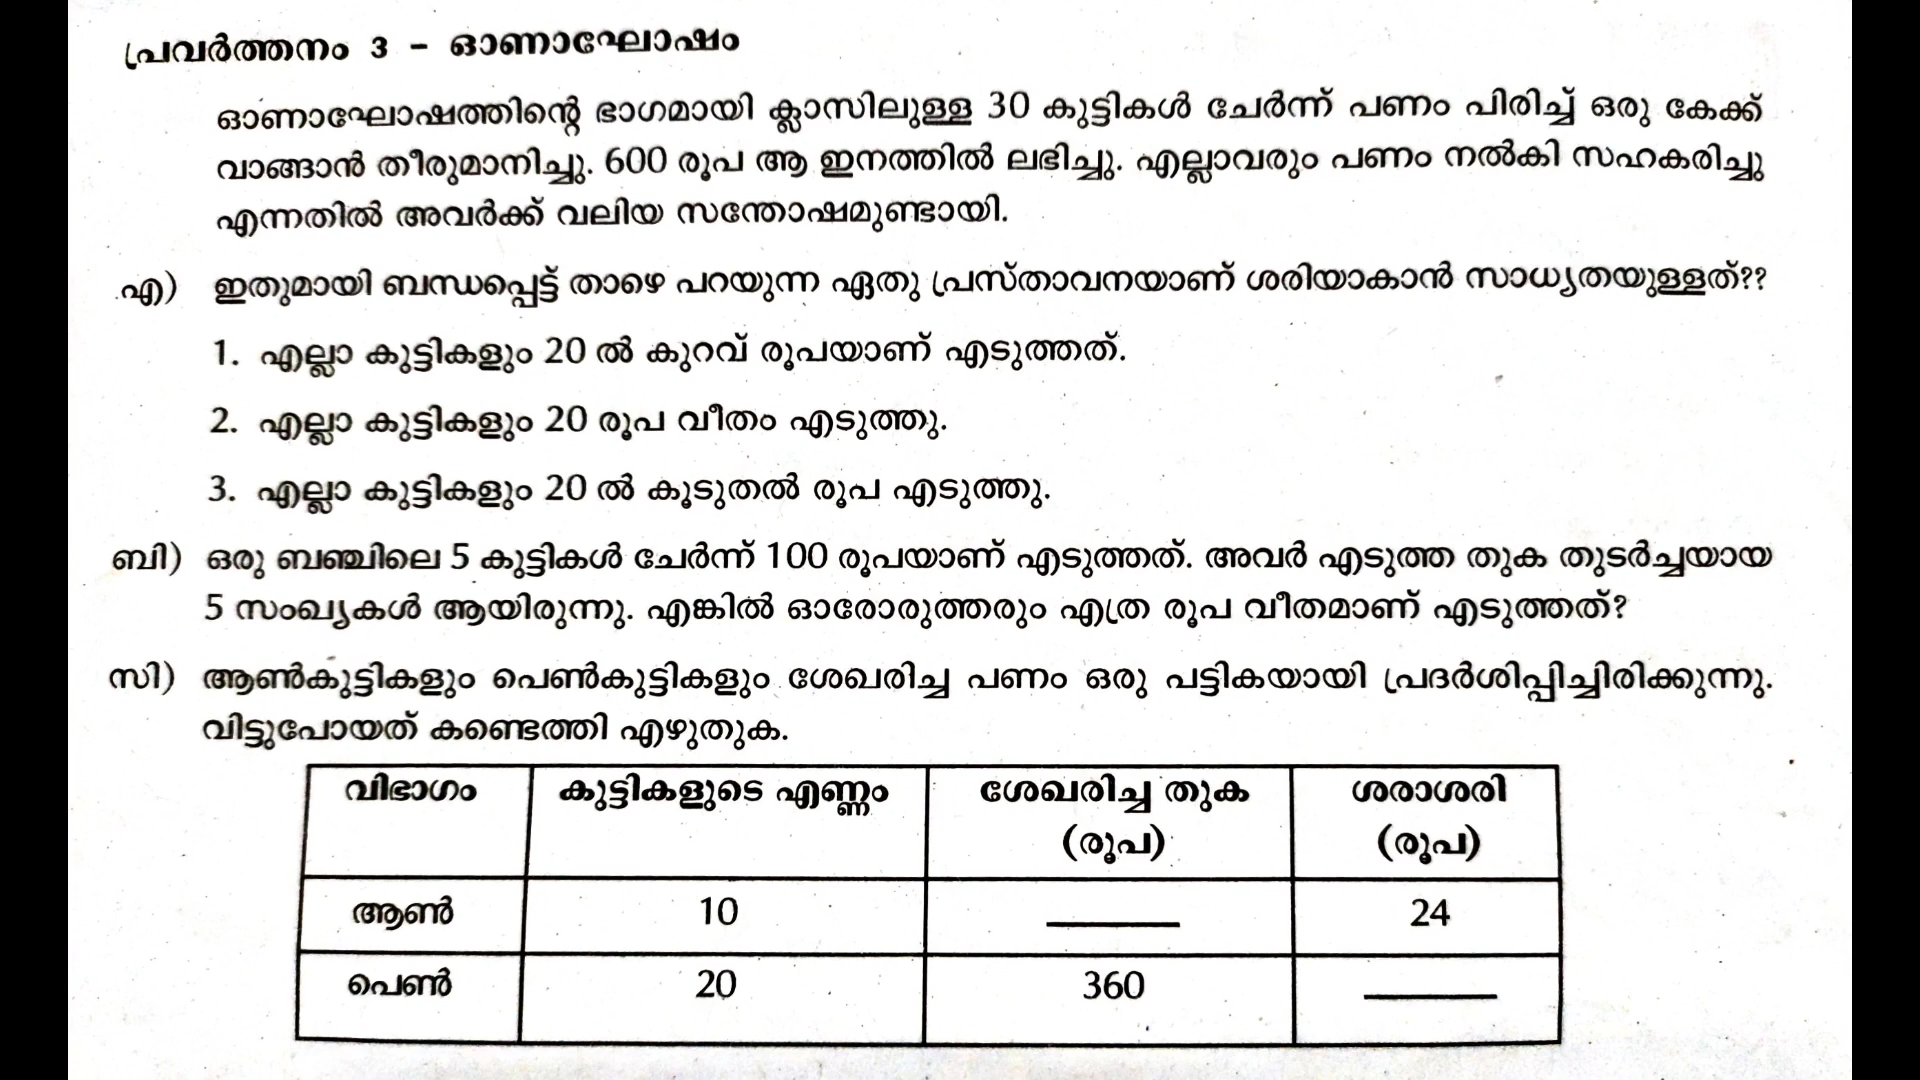 പ്രവർത്തനം 3 - ഓണാഘോഷം
ഓണാഘോഷത്തിന്റെ ഭാഗമായി ക്ലാസിലുള്ള 30 കുട്ടികൾ ചേർന്ന് പണം പിരിച്ച് ഒരു കേക്ക്
വാങ്ങാൻ തീരുമാനിച്ചു. 600 രൂപ ആ ഇനത്തിൽ ലഭിച്ചു. എല്ലാവരും പണം നൽകി സഹകരിച്ചു
എന്നതിൽ അവർക്ക് വലിയ സന്തോഷമുണ്ടായി.
എ) ഇതുമായി ബന്ധപ്പെട്ട് താഴെ പറയുന്ന ഏതു പ്രസ്താവനയാണ് ശരിയാകാൻ സാധ്യതയുള്ളത്??
1. എല്ലാ കുട്ടികളും 20 ൽ കുറവ് രൂപയാണ് എടുത്തത്.
2. എല്ലാ കുട്ടികളും 20 രൂപ വീതം എടുത്തു.
3. എല്ലാ കുട്ടികളും 20 ൽ കൂടുതൽ രൂപ എടുത്തു.
ബി) ഒരു ബഞ്ചിലെ 5 കുട്ടികൾ ചേർന്ന് 100 രൂപയാണ് എടുത്തത്. അവർ എടുത്ത തുക തുടർച്ചയായ
5 സംഖ്യകൾ ആയിരുന്നു. എങ്കിൽ ഓരോരുത്തരും എത്ര രൂപ വീതമാണ് എടുത്തത്?
സി) ആൺകുട്ടികളും പെൺകുട്ടികളും ശേഖരിച്ച പണം ഒരു പട്ടികയായി പ്രദർശിപ്പിച്ചിരിക്കുന്നു.
വിട്ടുപോയത് കണ്ടെത്തി എഴുതുക.
വിഭാഗം കുട്ടികളുടെ എണ്ണം ശേഖരിച്ച തുക ശരാശരി
(രൂപ) (രൂപ)
ആൺ 10 ______ 24
പെൺ 20 360 ______